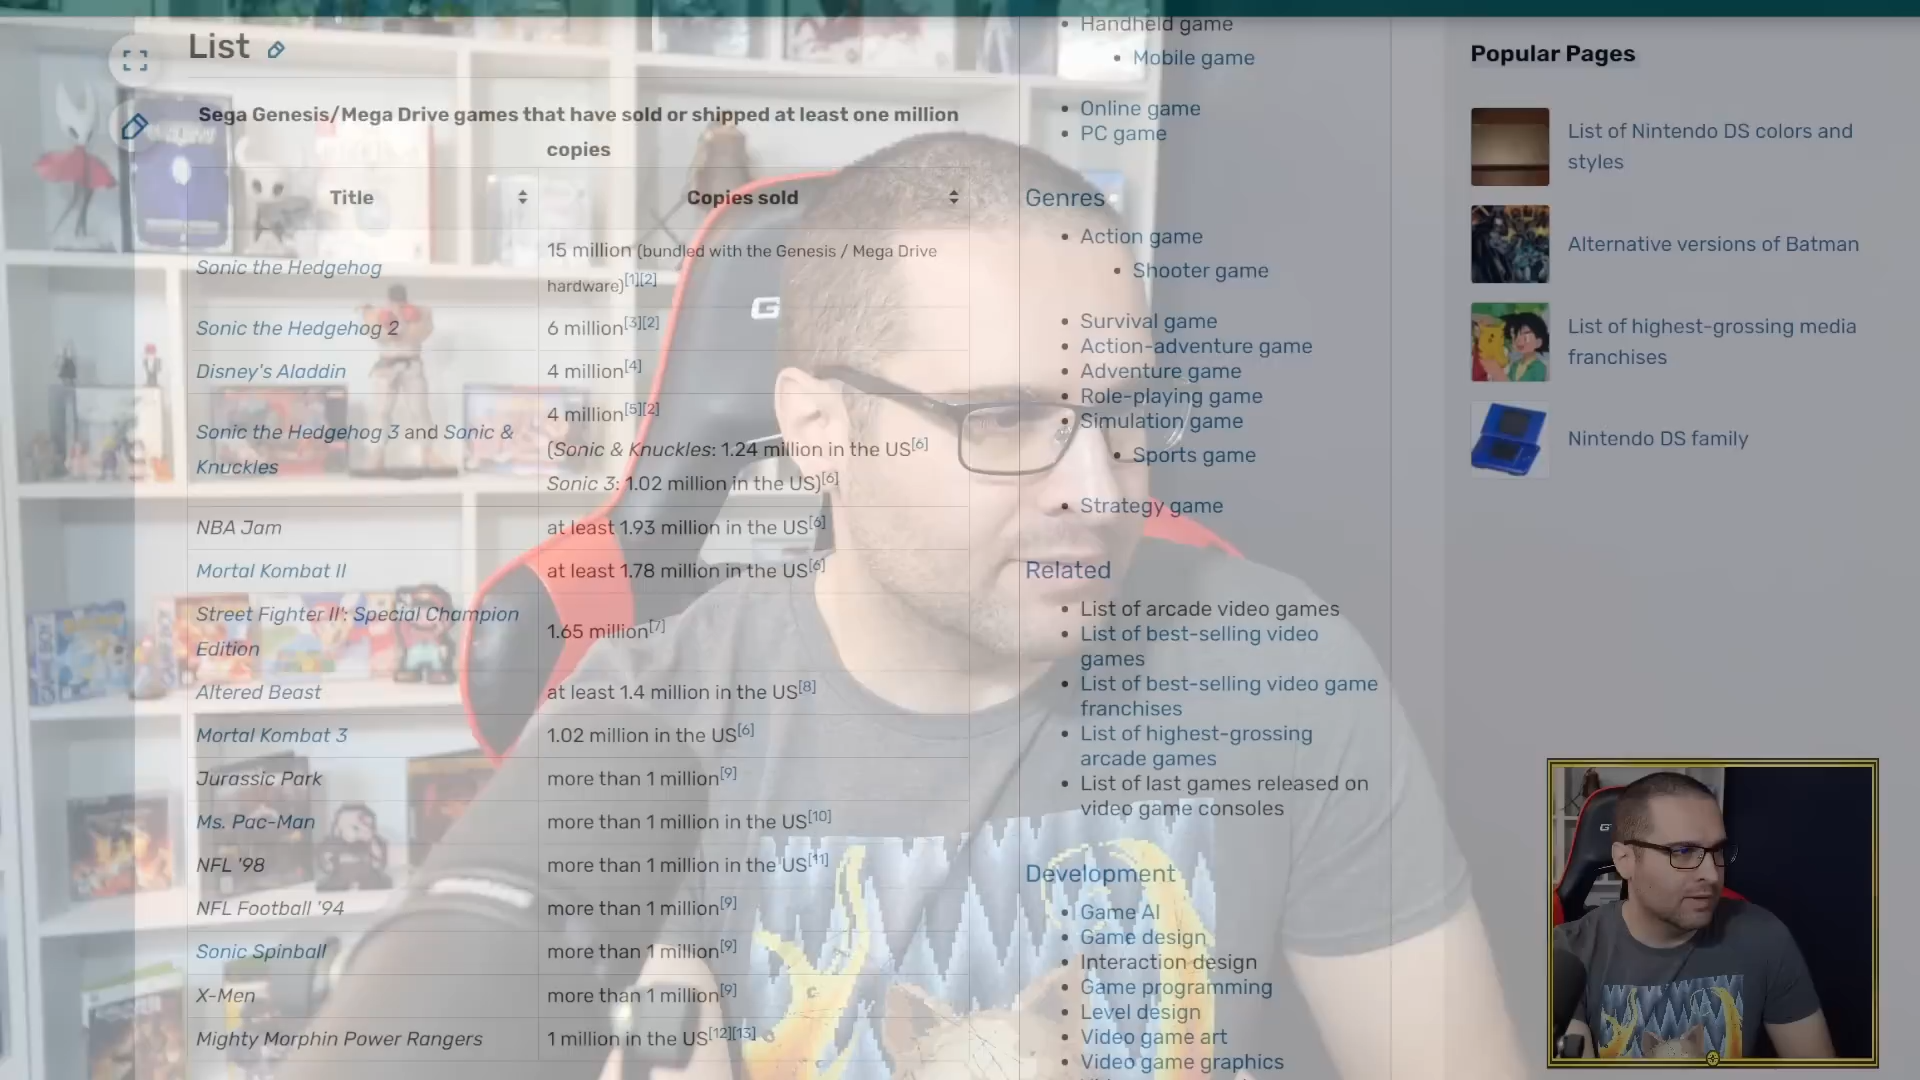 List
Sega Genesis/Mega Drive games that have sold or shipped at least one million
copies
Title
Copies sold
Sonic the Hedgehog
15 million (bundled with the Genesis / Mega Drive
hardware)[1][2]
Sonic the Hedgehog 2
6 million[3][2]
Disney's Aladdin
4 million[4]
Sonic the Hedgehog 3 and Sonic &
Knuckles
4 million[5][2]
(Sonic & Knuckles: 1.24 million in the US[6]
Sonic 3: 1.02 million in the US)[6]
NBA Jam
at least 1.93 million in the US[6]
Mortal Kombat II
at least 1.78 million in the US[6]
Street Fighter II': Special Champion
Edition
1.65 million[7]
Altered Beast
at least 1.4 million in the US[8]
Mortal Kombat 3
1.02 million in the US[6]
Jurassic Park
more than 1 million[9]
Ms. Pac-Man
more than 1 million in the US[10]
NFL '98
more than 1 million in the US[11]
NFL Football '94
more than 1 million[9]
Sonic Spinball
more than 1 million[9]
X-Men
more than 1 million[9]
Mighty Morphin Power Rangers
1 million in the US[12][13]
Handheld game
Mobile game
Online game
PC game
Genres
Action game
Shooter game
Survival game
Action-adventure game
Adventure game
Role-playing game
Simulation game
Sports game
Strategy game
Related
List of arcade video games
List of best-selling video
games
List of best-selling video game
franchises
List of highest-grossing
arcade games
List of last games released on
video game consoles
Development
Game AI
Game design
Interaction design
Game programming
Level design
Video game art
Video game graphics
Popular Pages
List of Nintendo DS colors and
styles
Alternative versions of Batman
List of highest-grossing media
franchises
Nintendo DS family